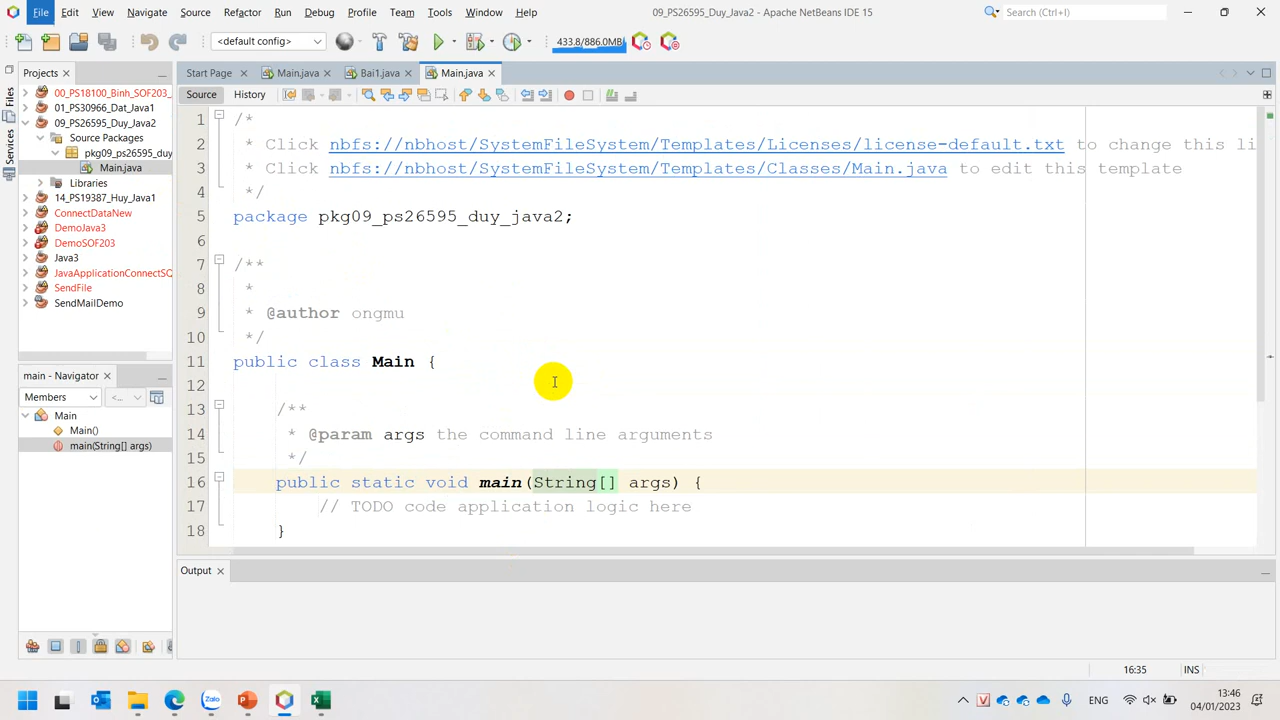 File Edit View Navigate Source Refactor Run Debug Profile Team Tools Window Help
09_PS26595_Duy_Java2 - Apache NetBeans IDE 15
Search (Ctrl+I)
<default config>
433.8/886.0MB
Files
Services
Projects
00_PS18100_Binh_SOF203_
01_PS30966_Dat_Java1
09_PS26595_Duy_Java2
Source Packages
pkg09_ps26595_duy
Main.java
Libraries
14_PS19387_Huy_Java1
ConnectDataNew
DemoJava3
DemoSOF203
Java3
JavaApplicationConnectSQ
SendFile
SendMailDemo
main - Navigator
Members
<...
Main
Main()
main(String[] args)
Start Page Main.java Bai1.java Main.java
Source History
1 /*
2 * Click nbfs://nbhost/SystemFileSystem/Templates/Licenses/license-default.txt to change this li
3 * Click nbfs://nbhost/SystemFileSystem/Templates/Classes/Main.java to edit this template
4 */
5 package pkg09_ps26595_duy_java2;
6
7 /**
8 *
9 * @author ongmu
10 */
11 public class Main {
12
13 /**
14 * @param args the command line arguments
15 */
16 public static void main(String[] args) {
17 // TODO code application logic here
18 }
Output
16:35 INS
Zalo
ENG
13:46
04/01/2023